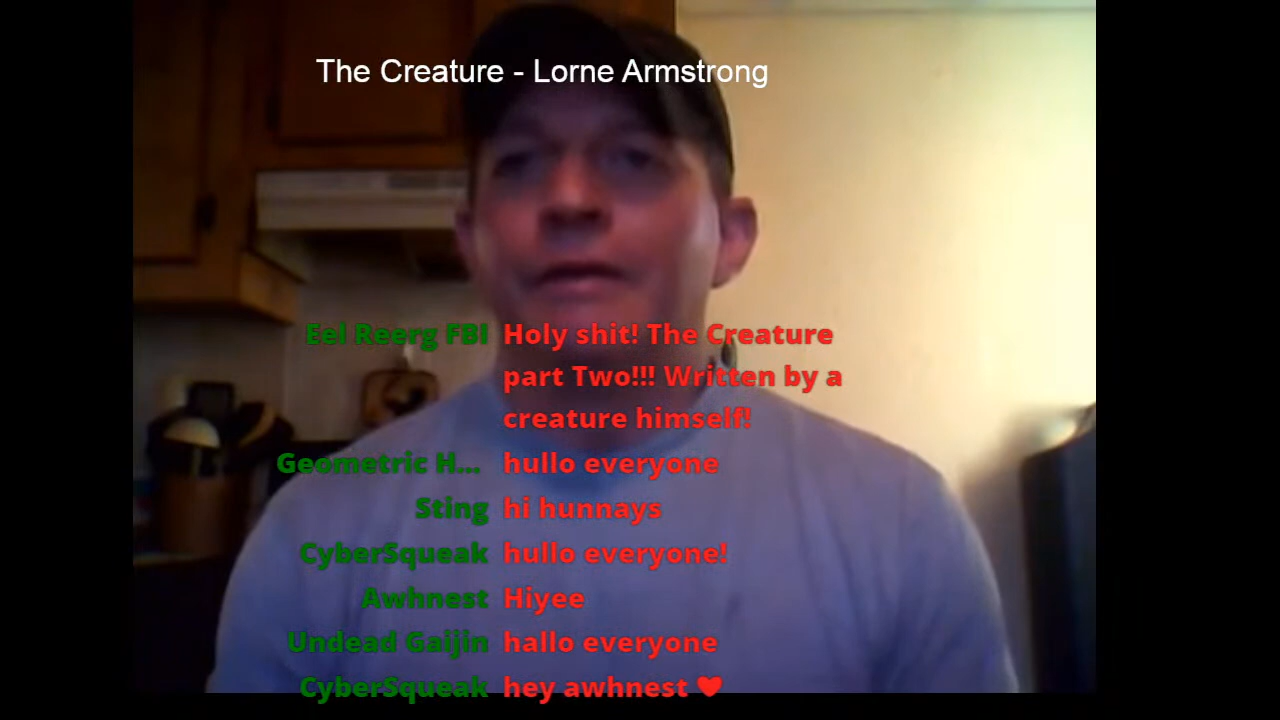 The Creature - Lorne Armstrong
Eel Reerg FBI Holy shit! The Creature
part Two!!! Written by a
creature himself!
Geometric H... hullo everyone
Sting hi hunnays
CyberSqueak hullo everyone!
Awhnest Hiyee
Undead Gaijin hallo everyone
CyberSqueak hey awhnest ♥